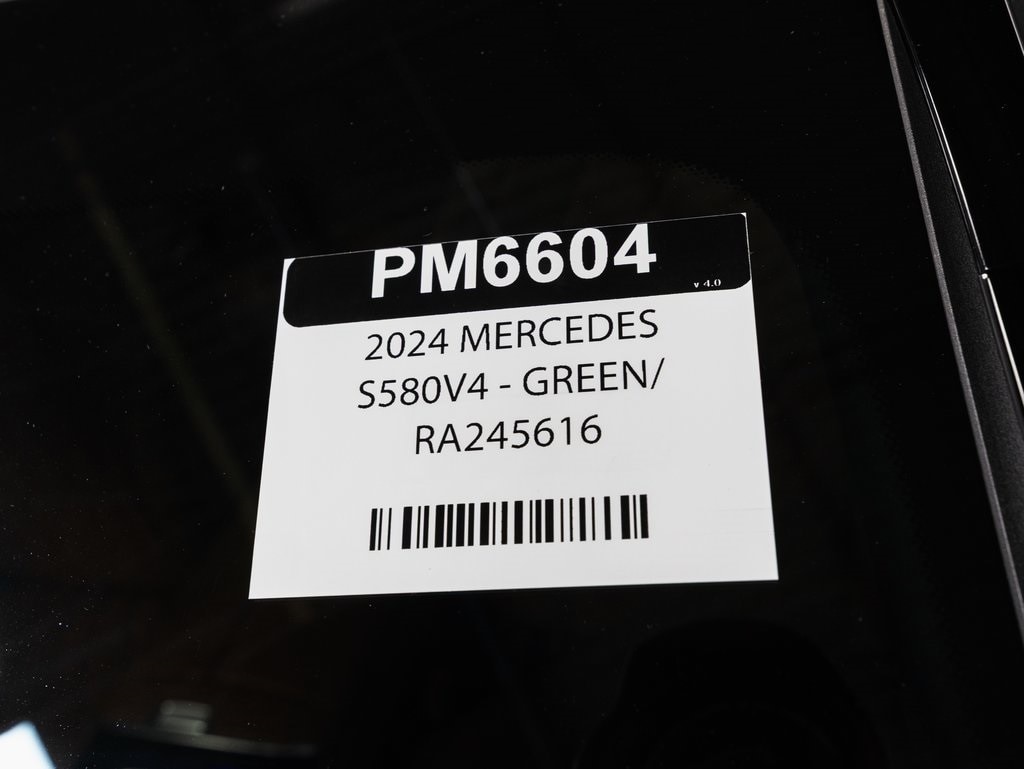 PM6604
v 4.0
2024 MERCEDES
S580V4 - GREEN/
RA245616